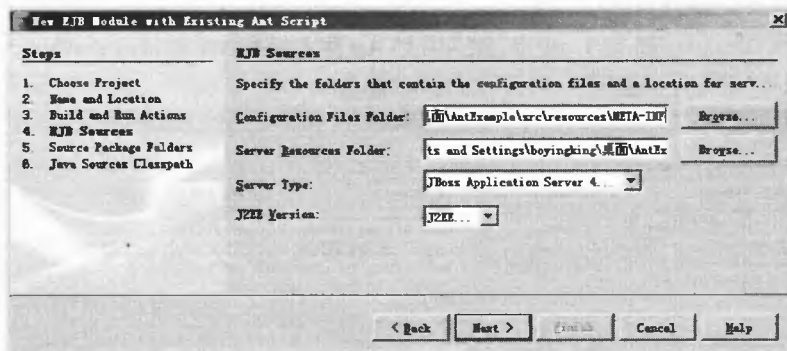 New EJB Module with Existing Ant Script
Steps
1. Choose Project
2 Name and Location
3. Build and Run Actions
4. EJB Sources
5. Source Package Folders
6. Java Sources Classpath
EJB Sources
Specify the folders that contain the configuration files and a location for serv...
Configuration Files Folder: 面\AntExample\src\resources\META-INF Browse...
Server Resources Folder: ts and Settings\boyingking\桌面\AntEx Browse...
Server Type: JBoss Application Server 4...
J2EE Version: J2EE...
< Back Next > Finish Cancel Help